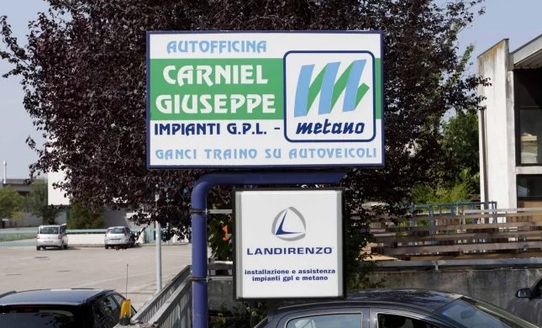 AUTOFFICINA
CARNIEL
GIUSEPPE
IMPIANTI G.P.L. -
metano
GANCI TRAINO SU AUTOVEICOLI
LANDIRENZO
installazione e assistenza
impianti gpl e metano